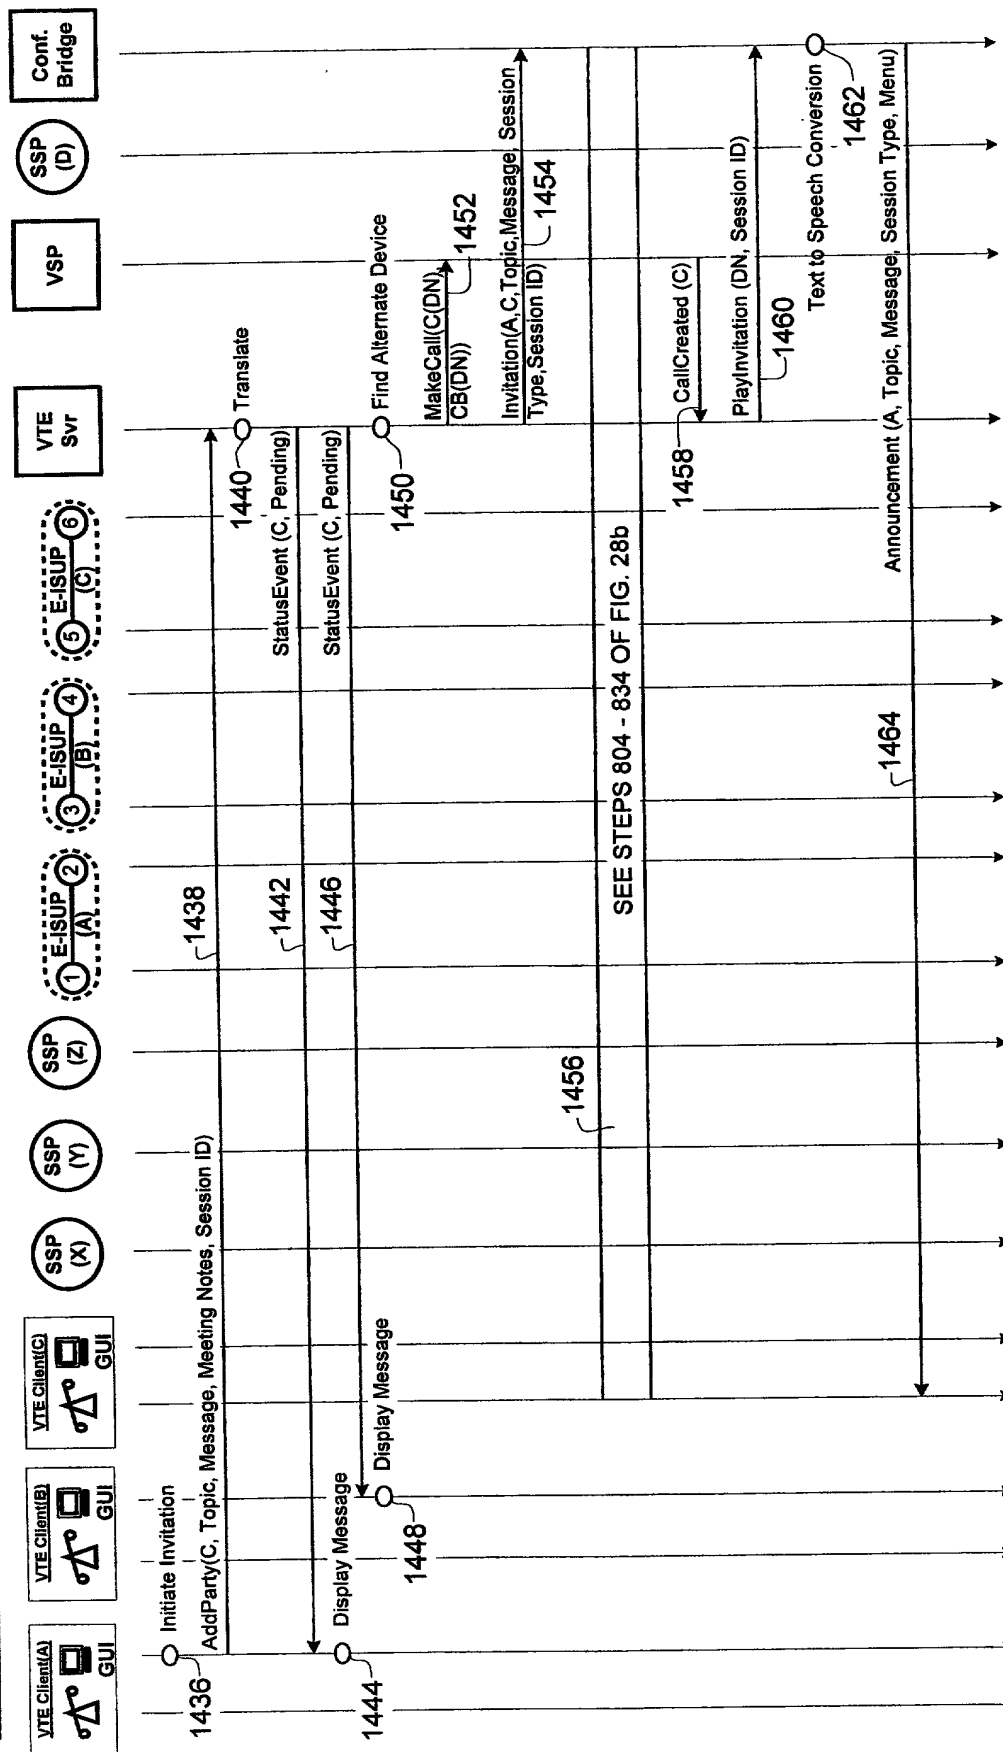 VTE Client(A)
GUI
VTE Client(B)
GUI
VTE Client(C)
GUI
SSP
(X)
SSP
(Y)
SSP
(Z)
1 E-ISUP 2
(A)
3 E-ISUP 4
(B)
5 E-ISUP 6
(C)
VTE
Svr
VSP
SSP
(D)
Conf.
Bridge
1436
Initiate Invitation
AddParty(C, Topic, Message, Meeting Notes, Session ID)
1438
1440
Translate
StatusEvent (C, Pending)
1442
1444
Display Message
StatusEvent (C, Pending)
1446
1448
Display Message
1450
Find Alternate Device
MakeCall(C(DN),
CB(DN))
1452
Invitation(A,C,Topic,Message, Session
Type,Session ID)
1454
1456
SEE STEPS 804 - 834 OF FIG. 28b
1458
CallCreated (C)
PlayInvitation (DN, Session ID)
1460
Text to Speech Conversion
1462
Announcement (A, Topic, Message, Session Type, Menu)
1464